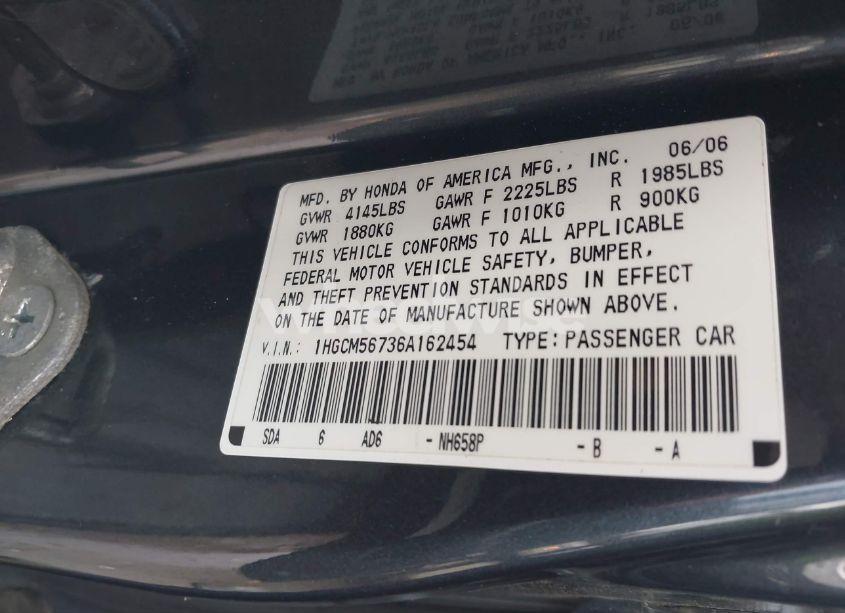 MFD. BY HONDA OF AMERICA MFG., INC. 06/06
GVWR 4145LBS GAWR F 2225LBS R 1985LBS
GVWR 1880KG GAWR F 1010KG R 900KG
THIS VEHICLE CONFORMS TO ALL APPLICABLE
FEDERAL MOTOR VEHICLE SAFETY, BUMPER,
AND THEFT PREVENTION STANDARDS IN EFFECT
ON THE DATE OF MANUFACTURE SHOWN ABOVE.
V.I.N.: 1HGCM56736A162454 TYPE: PASSENGER CAR
SDA 6 AD6 - NH658P - B - A